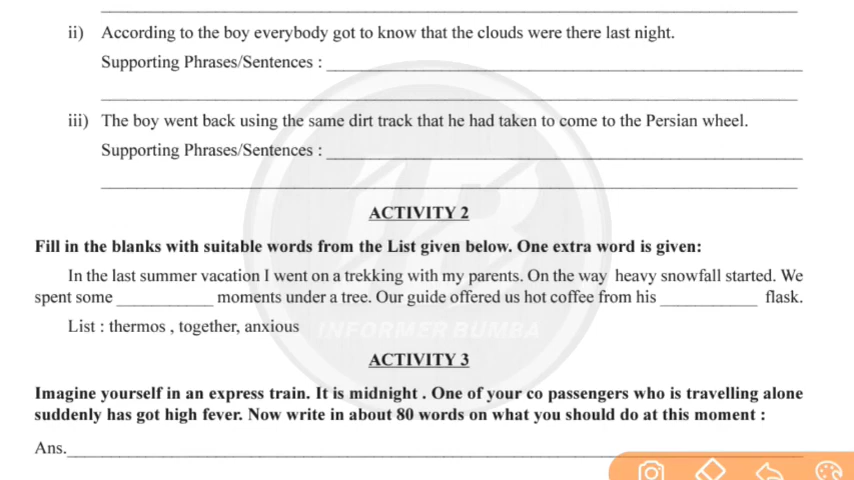 ii) According to the boy everybody got to know that the clouds were there last night.
Supporting Phrases/Sentences :
iii) The boy went back using the same dirt track that he had taken to come to the Persian wheel.
Supporting Phrases/Sentences :
ACTIVITY 2
Fill in the blanks with suitable words from the List given below. One extra word is given:
In the last summer vacation I went on a trekking with my parents. On the way heavy snowfall started. We
spent some ____________ moments under a tree. Our guide offered us hot coffee from his ____________ flask.
List : thermos , together, anxious
INFORMER BUMBA
ACTIVITY 3
Imagine yourself in an express train. It is midnight . One of your co passengers who is travelling alone
suddenly has got high fever. Now write in about 80 words on what you should do at this moment :
Ans.